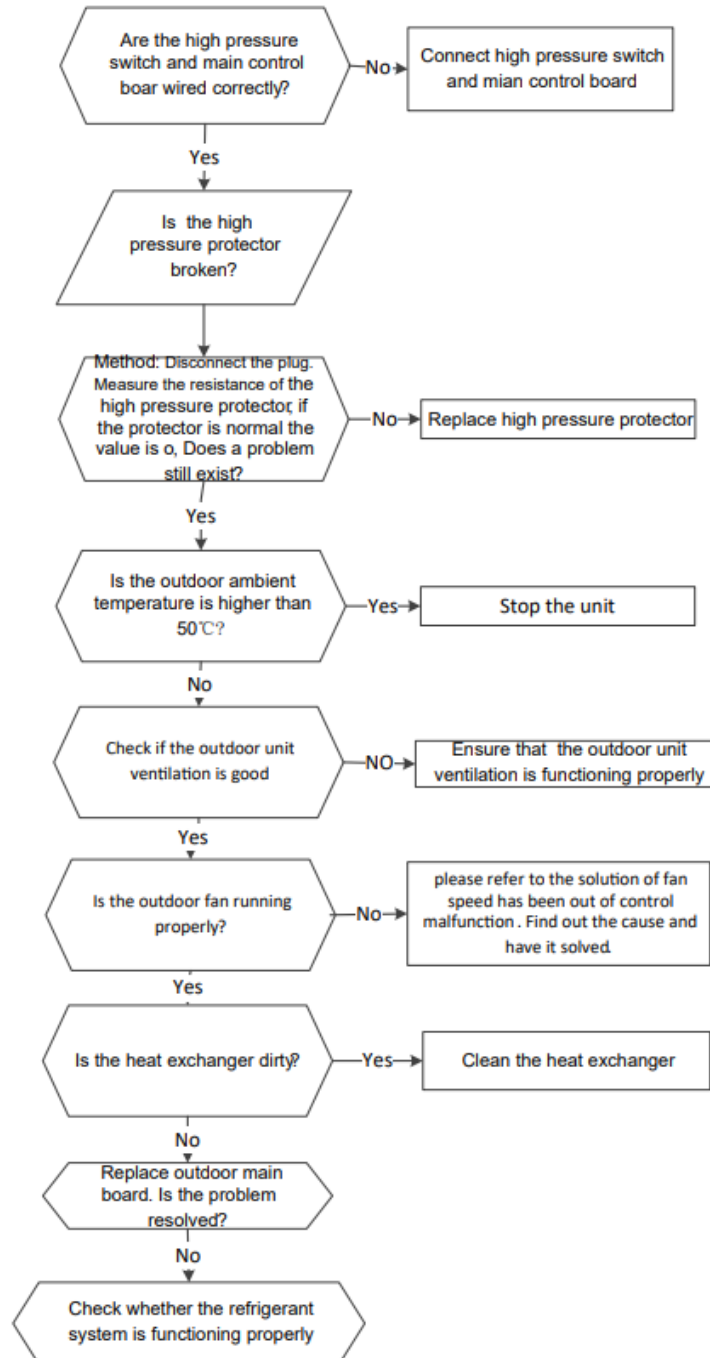 Are the high pressure
switch and main control
boar wired correctly?
No
Connect high pressure switch
and mian control board
Yes
Is the high
pressure protector
broken?
Method: Disconnect the plug.
Measure the resistance of the
high pressure protector, if
the protector is normal the
value is o, Does a problem
still exist?
No
Replace high pressure protector
Yes
Is the outdoor ambient
temperature is higher than
50℃?
Yes
Stop the unit
No
Check if the outdoor unit
ventilation is good
NO
Ensure that the outdoor unit
ventilation is functioning properly
Yes
Is the outdoor fan running
properly?
No
please refer to the solution of fan
speed has been out of control
malfunction. Find out the cause and
have it solved.
Yes
Is the heat exchanger dirty?
Yes
Clean the heat exchanger
No
Replace outdoor main
board. Is the problem
resolved?
No
Check whether the refrigerant
system is functioning properly